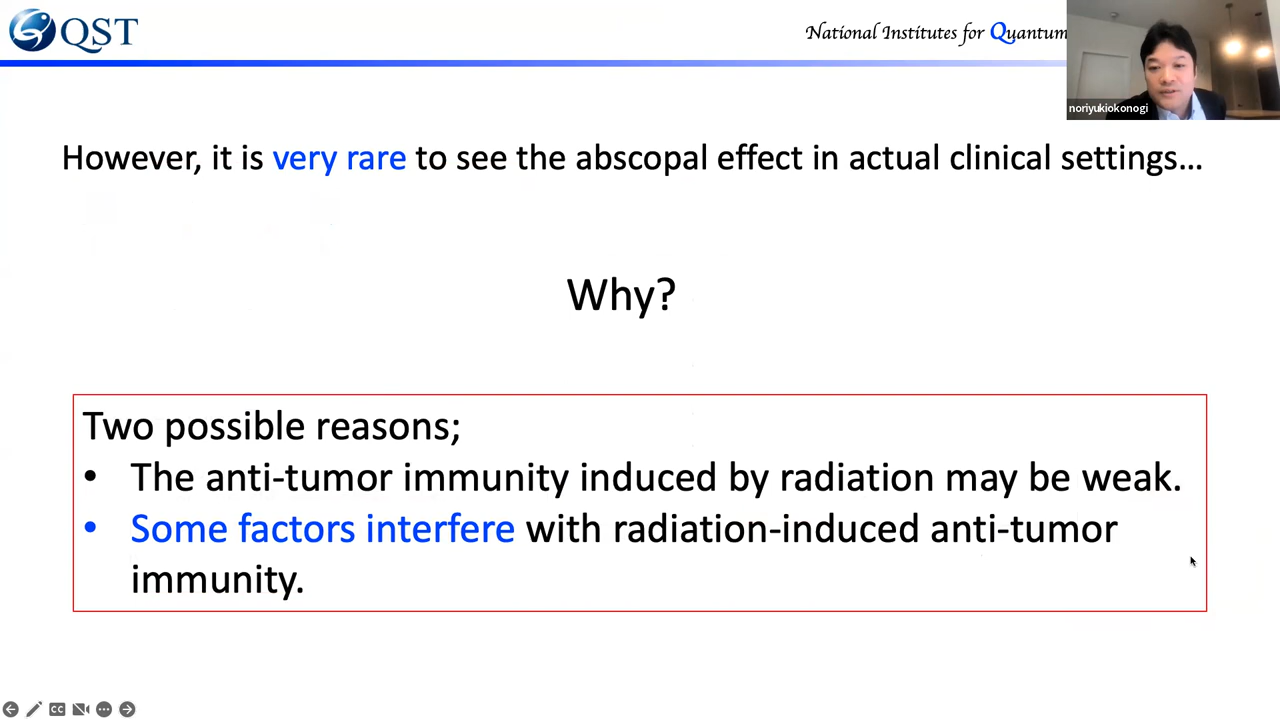 QST
National Institutes for Quantum
noriyukiokonogi
However, it is very rare to see the abscopal effect in actual clinical settings...
Why?
Two possible reasons;
• The anti-tumor immunity induced by radiation may be weak.
• Some factors interfere with radiation-induced anti-tumor
immunity.
CC